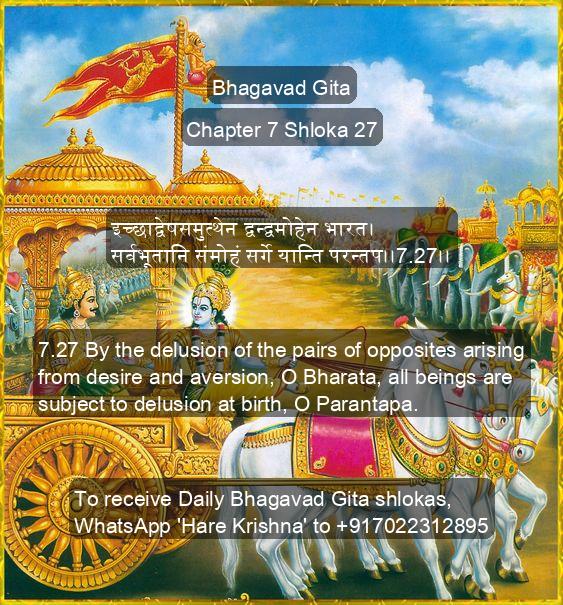 Bhagavad Gita
Chapter 7 Shloka 27
इच्छाद्वेषसमुत्थेन द्वन्द्वमोहेन भारत।
सर्वभूतानि संमोहं सर्गे यान्ति परन्तप।।7.27।।
7.27 By the delusion of the pairs of opposites arising
from desire and aversion, O Bharata, all beings are
subject to delusion at birth, O Parantapa.
To receive Daily Bhagavad Gita shlokas,
WhatsApp 'Hare Krishna' to +917022312895